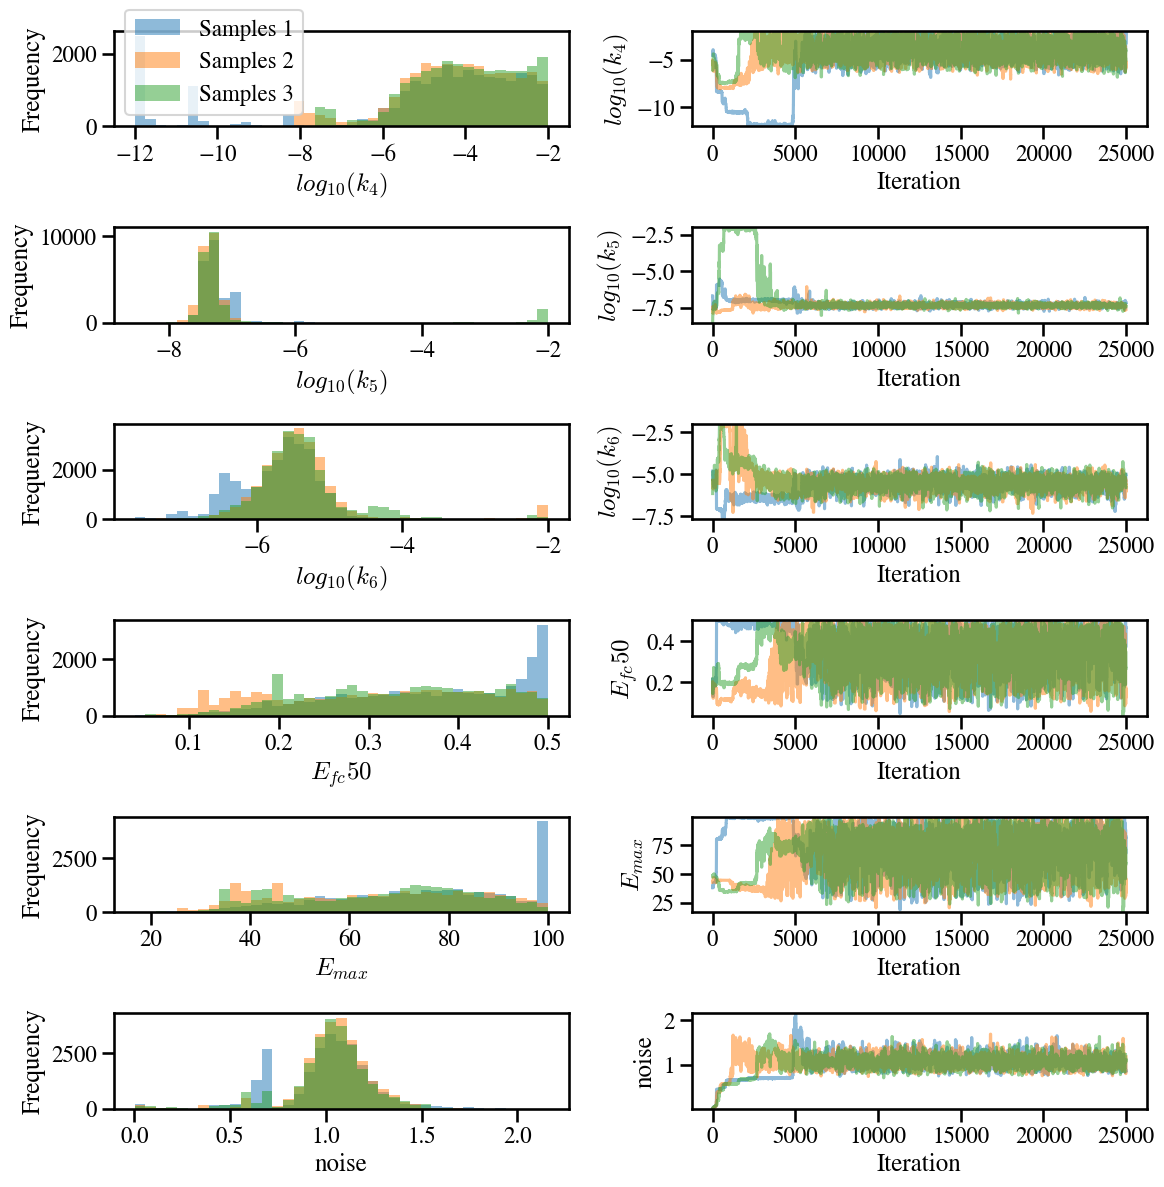 Samples 1
Samples 2
Samples 3
Frequency
2000
0
−12 −10 −8 −6 −4 −2
log10(k4)
log10(k4)
−5
−10
0 5000 10000 15000 20000 25000
Iteration
Frequency
10000
0
−8 −6 −4 −2
log10(k5)
log10(k5)
−2.5
−5.0
−7.5
0 5000 10000 15000 20000 25000
Iteration
Frequency
2000
0
−6 −4 −2
log10(k6)
log10(k6)
−2.5
−5.0
−7.5
0 5000 10000 15000 20000 25000
Iteration
Frequency
2000
0
0.1 0.2 0.3 0.4 0.5
Efc50
Efc50
0.4
0.2
0 5000 10000 15000 20000 25000
Iteration
Frequency
2500
0
20 40 60 80 100
Emax
Emax
75
50
25
0 5000 10000 15000 20000 25000
Iteration
Frequency
2500
0
0.0 0.5 1.0 1.5 2.0
noise
noise
2
1
0 5000 10000 15000 20000 25000
Iteration